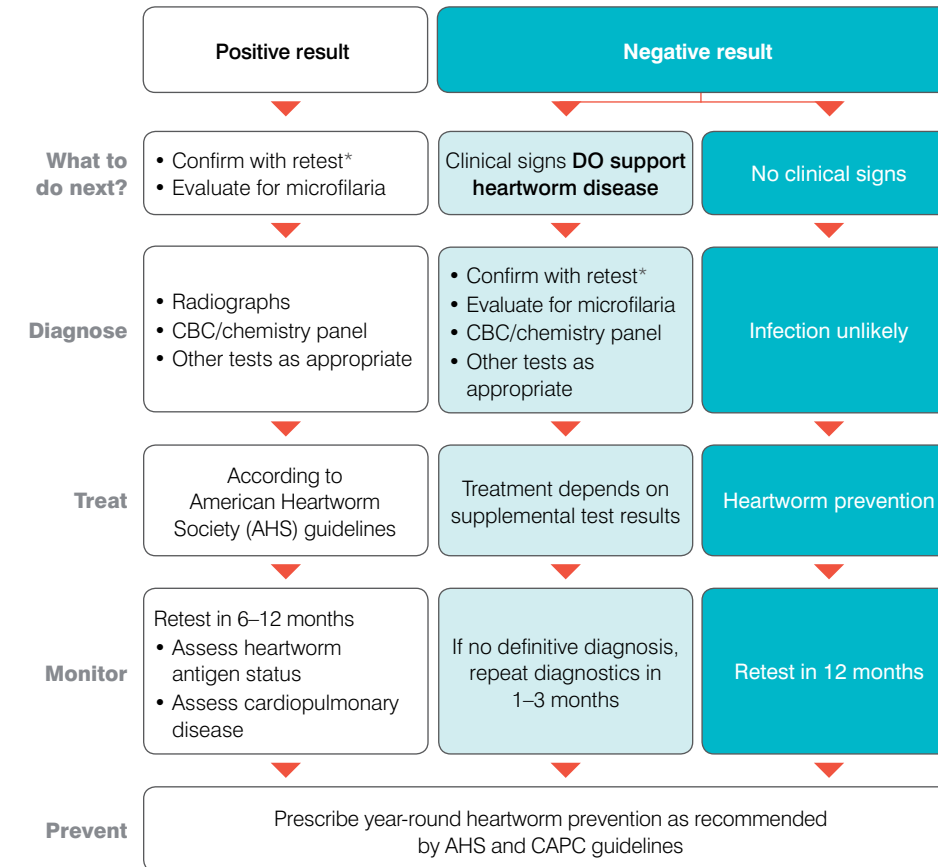 Positive result
Negative result
What to
do next?
• Confirm with retest*
• Evaluate for microfilaria
Clinical signs DO support
heartworm disease
No clinical signs
Diagnose
• Radiographs
• CBC/chemistry panel
• Other tests as appropriate
• Confirm with retest*
• Evaluate for microfilaria
• CBC/chemistry panel
• Other tests as
appropriate
Infection unlikely
Treat
According to
American Heartworm
Society (AHS) guidelines
Treatment depends on
supplemental test results
Heartworm prevention
Monitor
Retest in 6–12 months
• Assess heartworm
antigen status
• Assess cardiopulmonary
disease
If no definitive diagnosis,
repeat diagnostics in
1–3 months
Retest in 12 months
Prevent
Prescribe year-round heartworm prevention as recommended
by AHS and CAPC guidelines